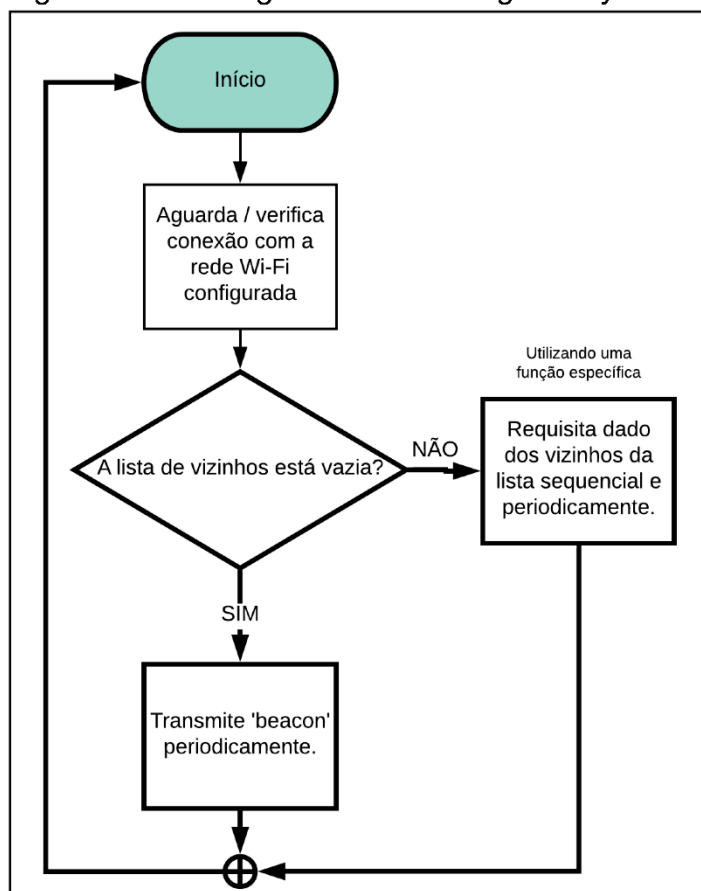 Início
Aguarda / verifica
conexão com a
rede Wi-Fi
configurada
Utilizando uma
função específica
A lista de vizinhos está vazia?
NÃO
Requisita dado
dos vizinhos da
lista sequencial e
periodicamente.
SIM
Transmite 'beacon'
periodicamente.